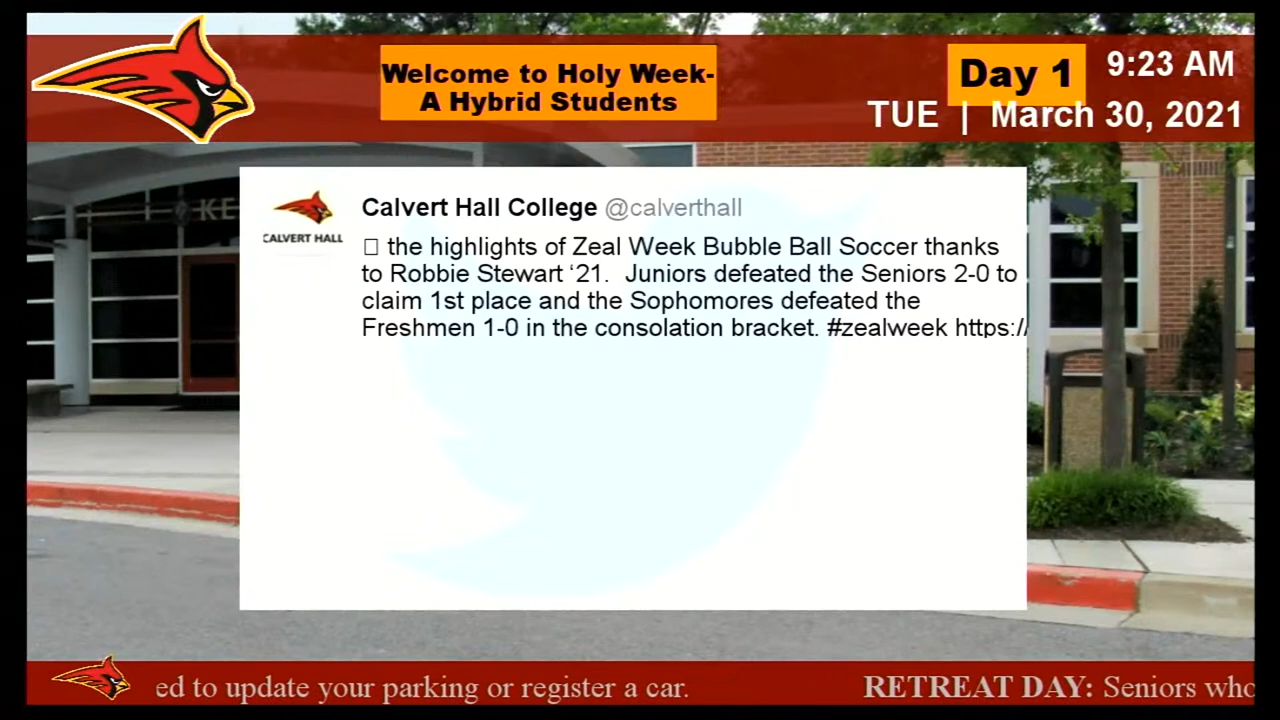 Welcome to Holy Week-
A Hybrid Students
Day 1
9:23 AM
TUE | March 30, 2021
KE
CALVERT HALL
Calvert Hall College @calverthall
□ the highlights of Zeal Week Bubble Ball Soccer thanks
to Robbie Stewart ‘21.  Juniors defeated the Seniors 2-0 to
claim 1st place and the Sophomores defeated the
Freshmen 1-0 in the consolation bracket. #zealweek https://
ed to update your parking or register a car. RETREAT DAY: Seniors who